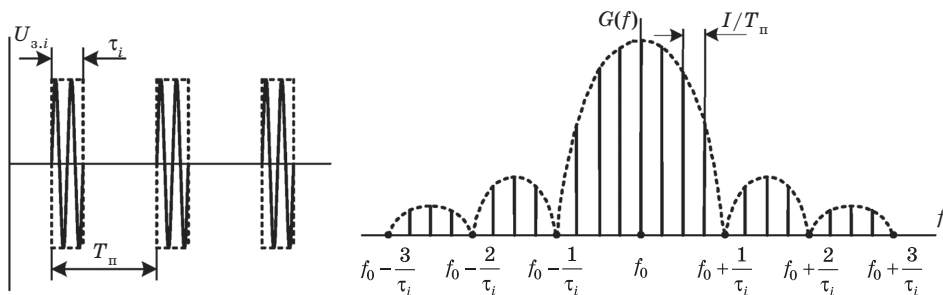 U_{з.i}
τ_i
T_п
G(f)
I/T_п
f
f_0 − 3/τ_i
f_0 − 2/τ_i
f_0 − 1/τ_i
f_0
f_0 + 1/τ_i
f_0 + 2/τ_i
f_0 + 3/τ_i